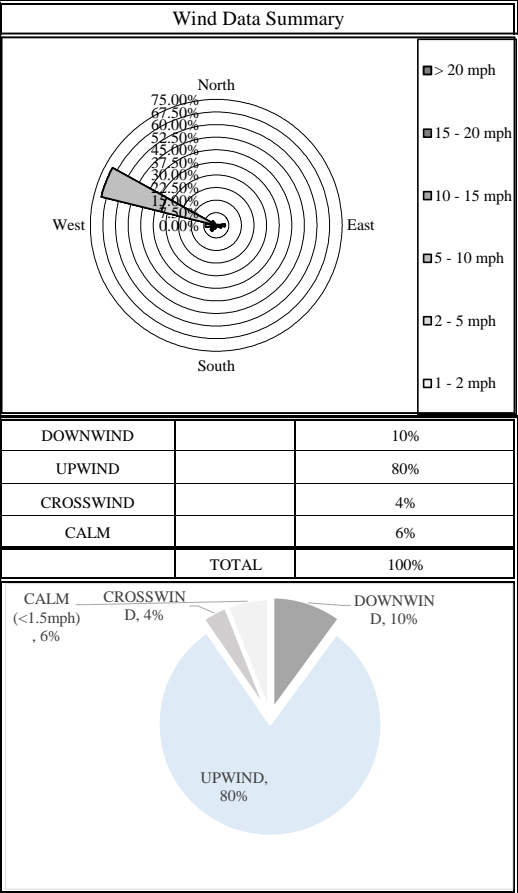 Wind Data Summary
North
75.00%
67.50%
60.00%
52.50%
45.00%
37.50%
30.00%
22.50%
15.00%
7.50%
0.00%
West
East
South
> 20 mph
15 - 20 mph
10 - 15 mph
5 - 10 mph
2 - 5 mph
1 - 2 mph
DOWNWIND 10%
UPWIND 80%
CROSSWIND 4%
CALM 6%
TOTAL 100%
CALM
(<1.5mph)
, 6%
CROSSWIN
D, 4%
DOWNWIN
D, 10%
UPWIND,
80%